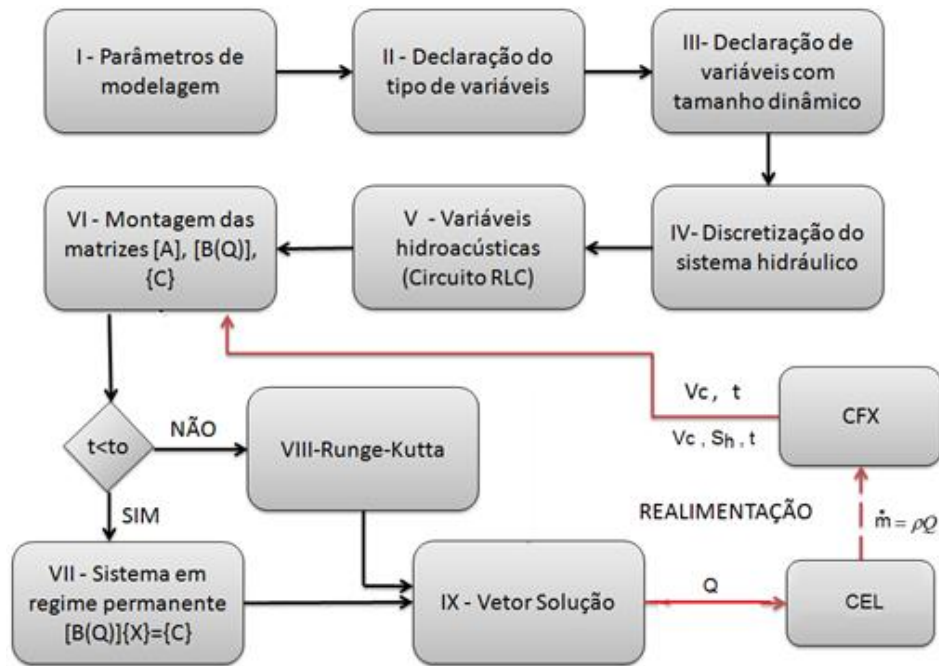 I - Parâmetros de
modelagem
II - Declaração do
tipo de variáveis
III- Declaração de
variáveis com
tamanho dinâmico
IV- Discretização do
sistema hidráulico
V - Variáveis
hidroacústicas
(Circuito RLC)
VI - Montagem das
matrizes [A], [B(Q)],
{C}
t<to
NÃO
SIM
VIII-Runge-Kutta
VII - Sistema em
regime permanente
[B(Q)]{X}={C}
IX - Vetor Solução
Q
CEL
ṁ = ρQ
REALIMENTAÇÃO
CFX
Vc , t
Vc , Sh , t